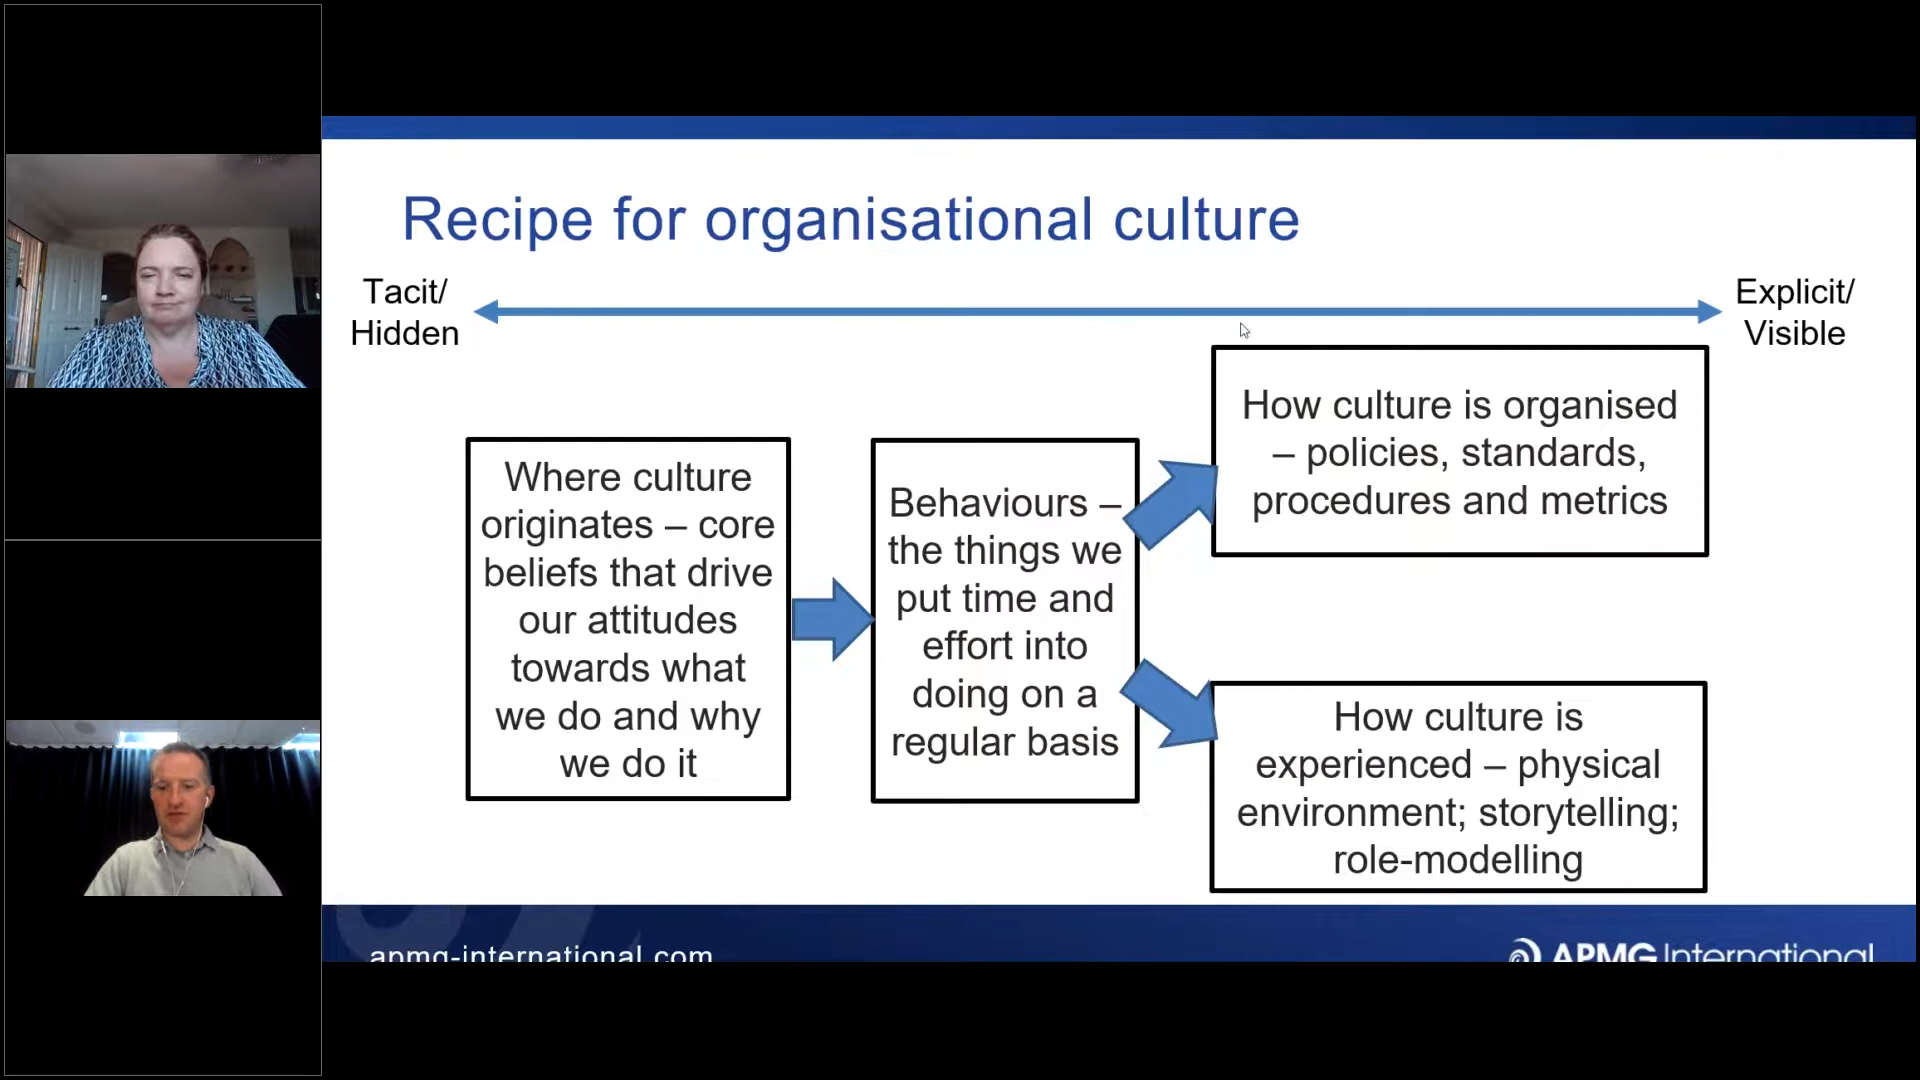 Recipe for organisational culture
Tacit/
Hidden
Explicit/
Visible
Where culture
originates – core
beliefs that drive
our attitudes
towards what
we do and why
we do it
Behaviours –
the things we
put time and
effort into
doing on a
regular basis
How culture is organised
– policies, standards,
procedures and metrics
How culture is
experienced – physical
environment; storytelling;
role-modelling
apmg-international.com
APMG International